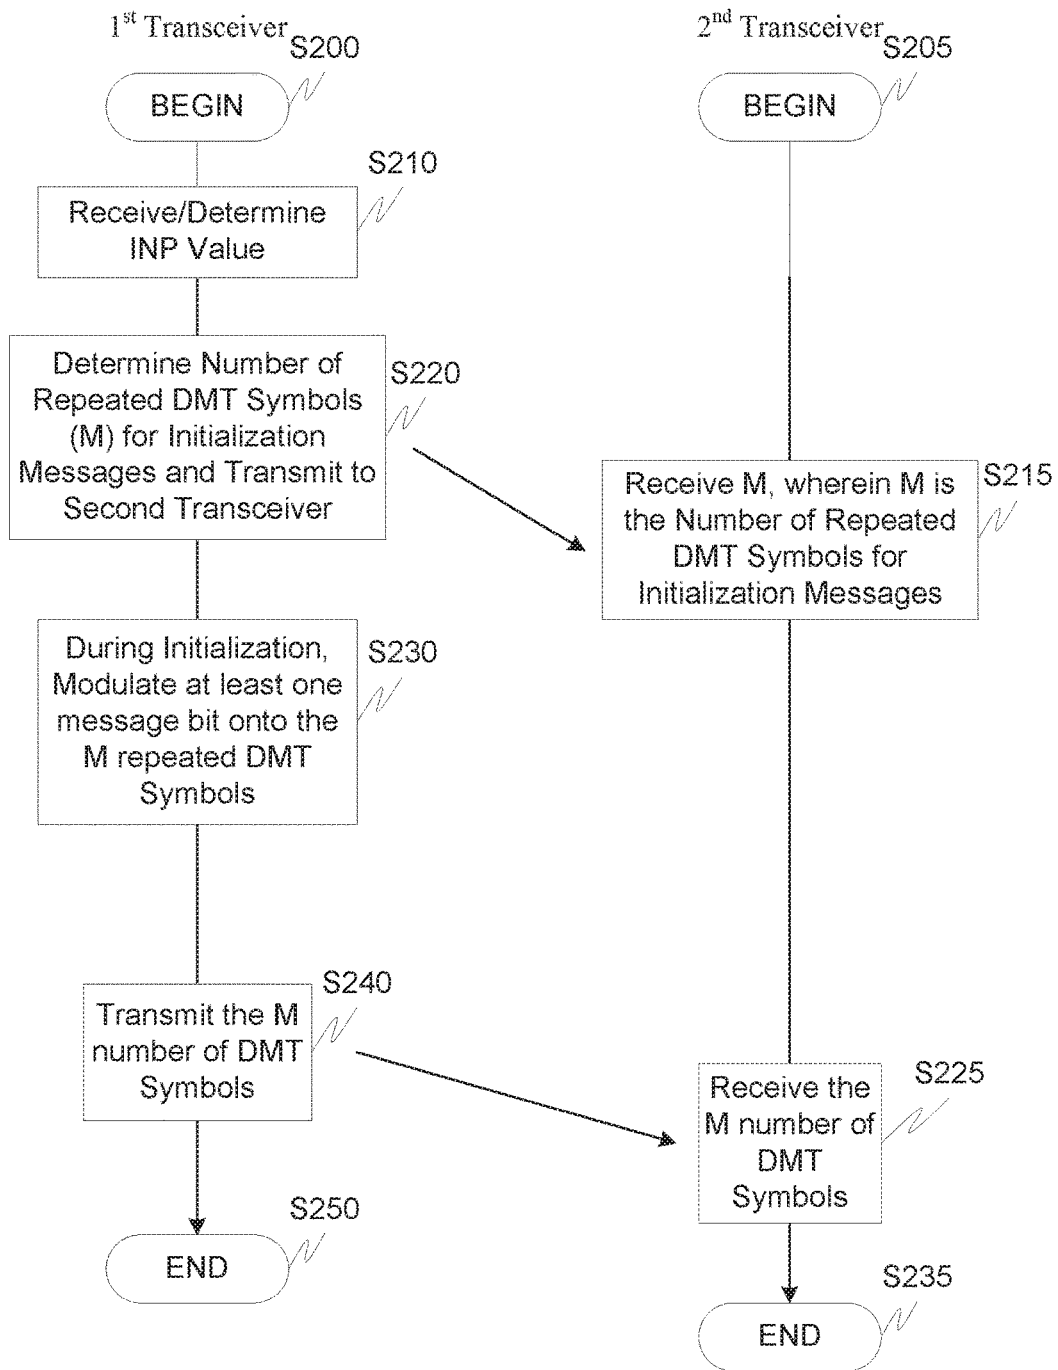 1st Transceiver
S200
BEGIN
S210
Receive/Determine
INP Value
Determine Number of
Repeated DMT Symbols
(M) for Initialization
Messages and Transmit to
Second Transceiver
S220
During Initialization,
Modulate at least one
message bit onto the
M repeated DMT
Symbols
S230
Transmit the M
number of DMT
Symbols
S240
S250
END
2nd Transceiver
S205
BEGIN
Receive M, wherein M is
the Number of Repeated
DMT Symbols for
Initialization Messages
S215
Receive the
M number of
DMT
Symbols
S225
S235
END